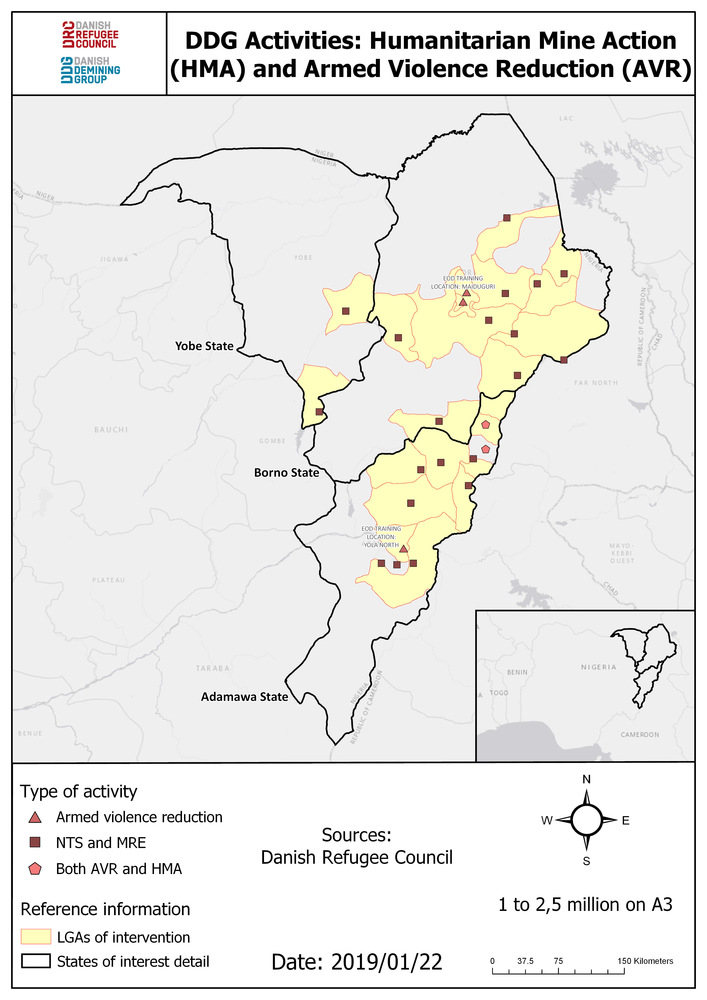 DRC DANISH
REFUGEE
COUNCIL
DDG DANISH
DEMINING
GROUP
DDG Activities: Humanitarian Mine Action
(HMA) and Armed Violence Reduction (AVR)
LAC
NIGER
NIGERIA
NIGER
ERIA
JIGAWA
YOBE
NIGERIA
EOD TRAINING
LOCATION: MAIDUGURI
REPUBLIC OF CAMEROON
CHAD
Yobe State
FAR NORTH
BAUCHI
GOMBE
Borno State
EOD TRAINING
LOCATION:
YOLA NORTH
MAYO-
KEBBI
OUEST
PLATEAU
CHAD
TARABA
NIGERIA
REPUBLIC OF CAMEROON
Adamawa State
BENUE
NIGERIA
BENIN
TOGO
CAMEROON
Type of activity
Armed violence reduction
NTS and MRE
Both AVR and HMA
Reference information
LGAs of intervention
States of interest detail
Sources:
Danish Refugee Council
Date: 2019/01/22
N
W E
S
1 to 2,5 million on A3
0 37.5 75 150 Kilometers